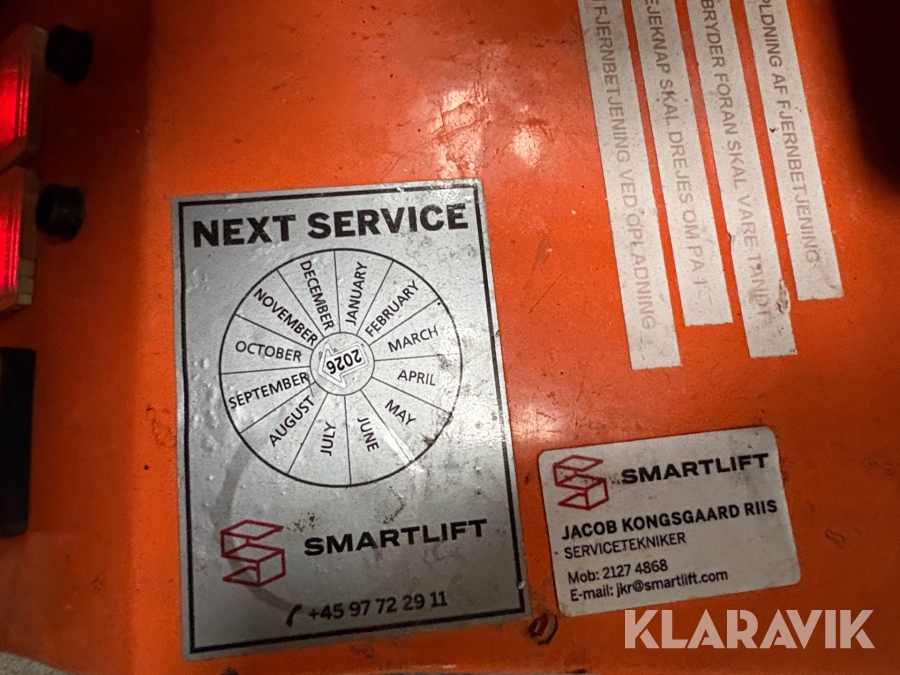 NEXT SERVICE
JANUARY
FEBRUARY
MARCH
APRIL
MAY
JUNE
JULY
AUGUST
SEPTEMBER
OCTOBER
NOVEMBER
DECEMBER
2026
SMARTLIFT
+45 97 72 29 11
FJERNBETJENING VED OPLADNING
EJEKNAP SKAL DREJES OM PÅ 1
BRYDER FORAN SKAL VÆRE TÆNDT
PLDNING AF FJERNBETJENING
SMARTLIFT
JACOB KONGSGAARD RIIS
SERVICETEKNIKER
Mob: 2127 4868
E-mail: jkr@smartlift.com
KLARAVIK